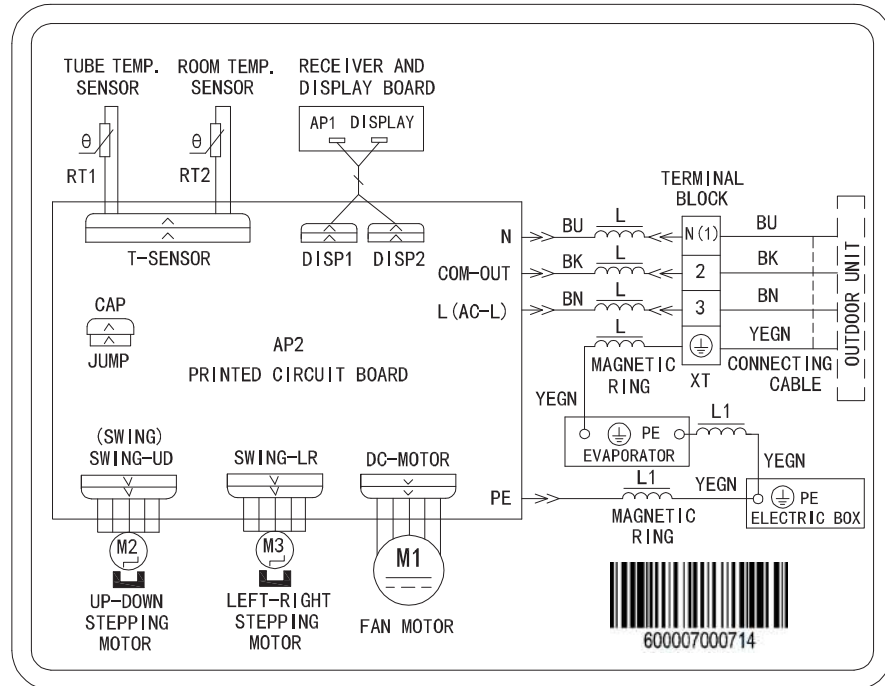 TUBE TEMP. SENSOR
ROOM TEMP. SENSOR
RECEIVER AND DISPLAY BOARD
AP1 DISPLAY
θ
RT1
θ
RT2
T-SENSOR
DISP1
DISP2
CAP
JUMP
AP2
PRINTED CIRCUIT BOARD
N
COM-OUT
L(AC-L)
PE
BU
L
BK
L
BN
L
L
MAGNETIC RING
TERMINAL BLOCK
N(1)
2
3
XT
BU
BK
BN
YEGN
CONNECTING CABLE
OUTDOOR UNIT
YEGN
PE
EVAPORATOR
L1
YEGN
L1
YEGN
MAGNETIC RING
PE
ELECTRIC BOX
(SWING)
SWING-UD
SWING-LR
DC-MOTOR
M2
M3
M1
UP-DOWN STEPPING MOTOR
LEFT-RIGHT STEPPING MOTOR
FAN MOTOR
600007000714